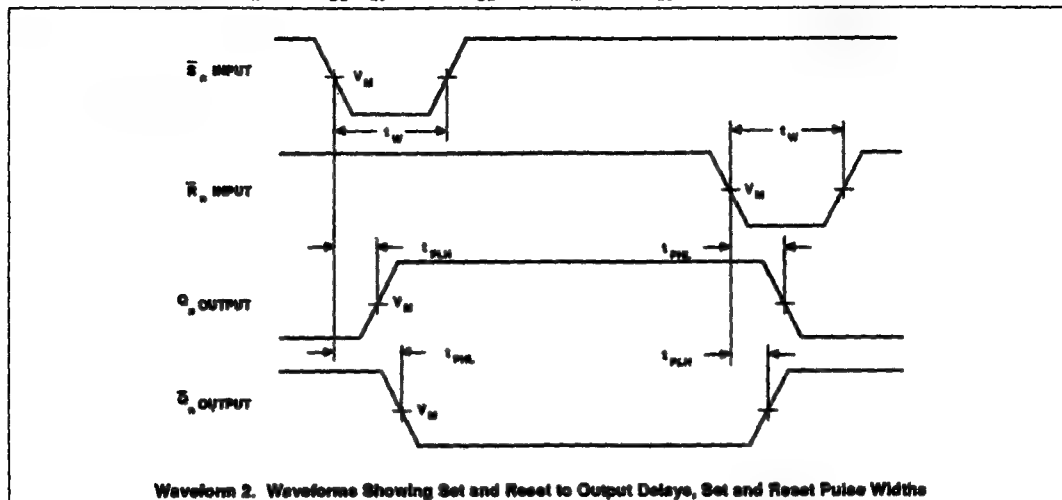 S̅n INPUT
VM
tW
tW
R̅n INPUT
VM
tPLH
tPHL
Qn OUTPUT
VM
tPHL
tPLH
Q̅n OUTPUT
VM
Waveform 2. Waveforms Showing Set and Reset to Output Delays, Set and Reset Pulse Widths